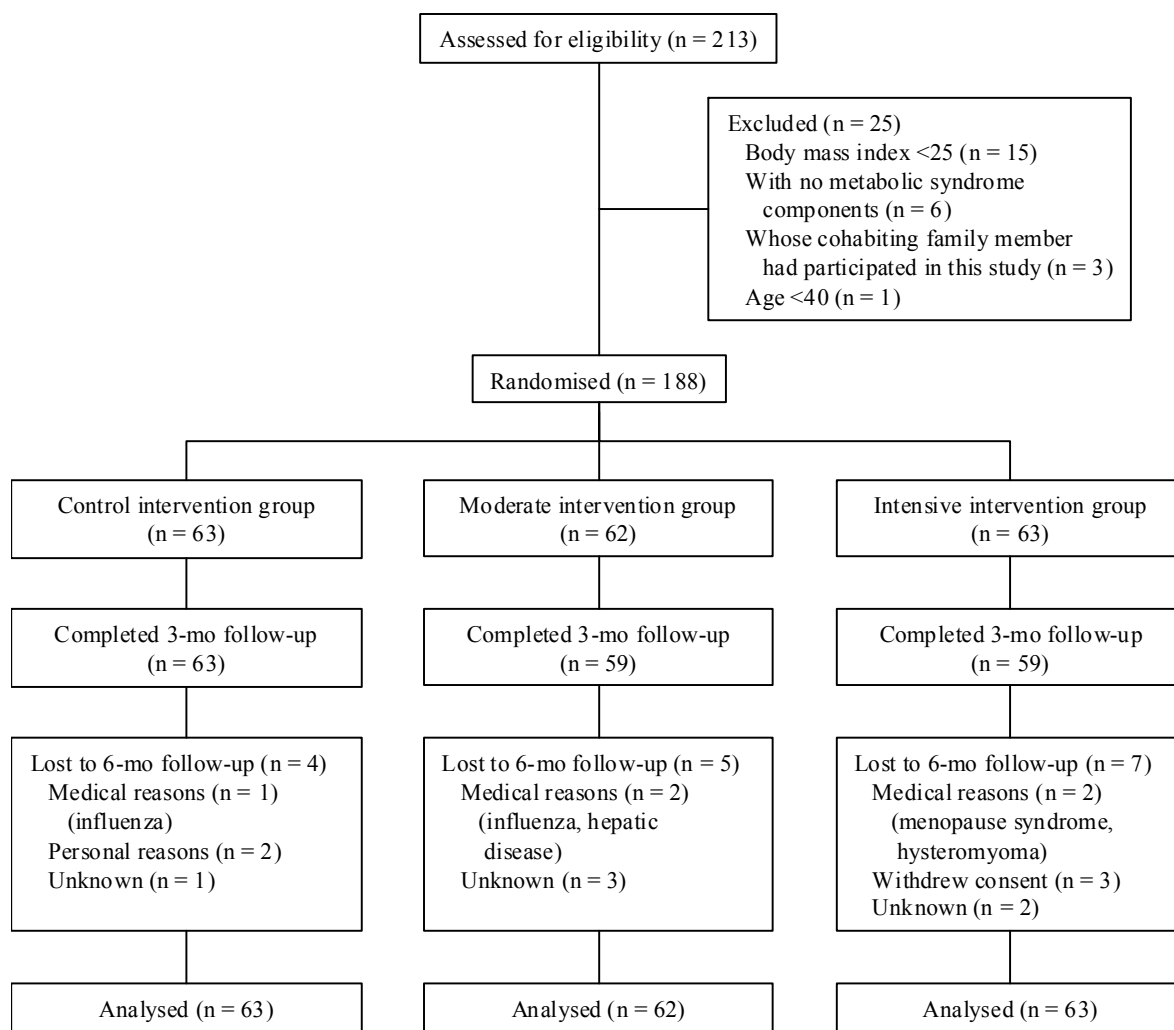 Assessed for eligibility (n = 213)
Excluded (n = 25)
Body mass index <25 (n = 15)
With no metabolic syndrome
components (n = 6)
Whose cohabiting family member
had participated in this study (n = 3)
Age <40 (n = 1)
Randomised (n = 188)
Control intervention group
(n = 63)
Moderate intervention group
(n = 62)
Intensive intervention group
(n = 63)
Completed 3-mo follow-up
(n = 63)
Completed 3-mo follow-up
(n = 59)
Completed 3-mo follow-up
(n = 59)
Lost to 6-mo follow-up (n = 4)
Medical reasons (n = 1)
(influenza)
Personal reasons (n = 2)
Unknown (n = 1)
Lost to 6-mo follow-up (n = 5)
Medical reasons (n = 2)
(influenza, hepatic
disease)
Unknown (n = 3)
Lost to 6-mo follow-up (n = 7)
Medical reasons (n = 2)
(menopause syndrome,
hysteromyoma)
Withdrew consent (n = 3)
Unknown (n = 2)
Analysed (n = 63)
Analysed (n = 62)
Analysed (n = 63)